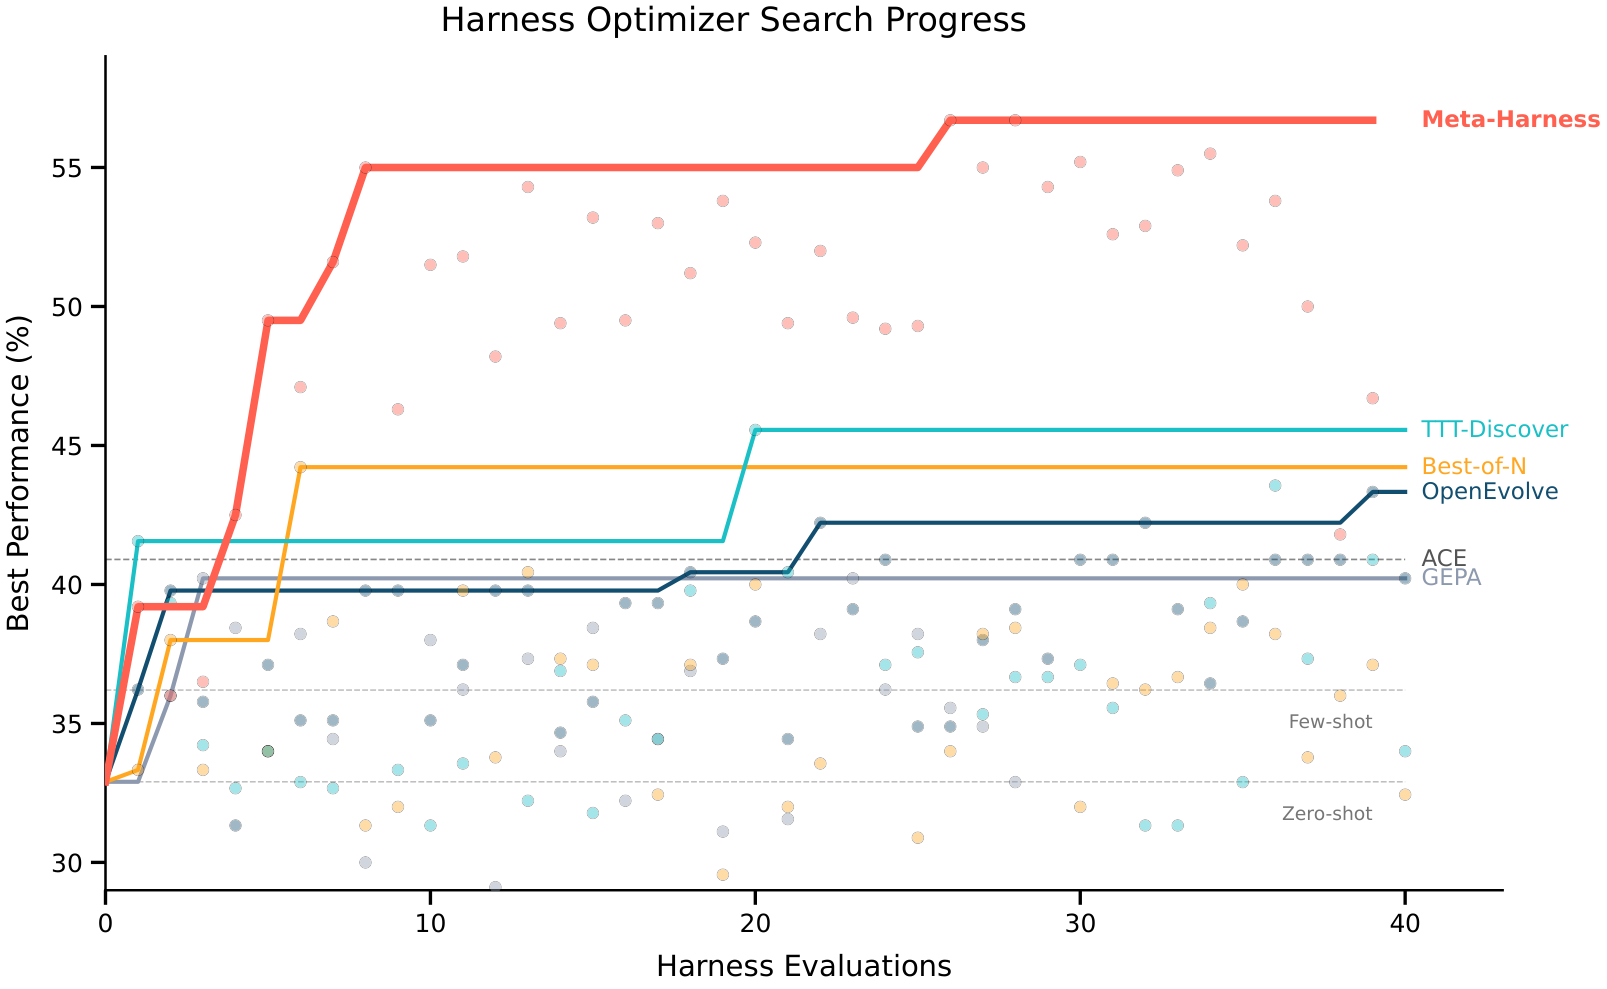 Harness Optimizer Search Progress
Best Performance (%)
55
50
45
40
35
30
Meta-Harness
TTT-Discover
Best-of-N
OpenEvolve
ACE
GEPA
Few-shot
Zero-shot
0 10 20 30 40
Harness Evaluations